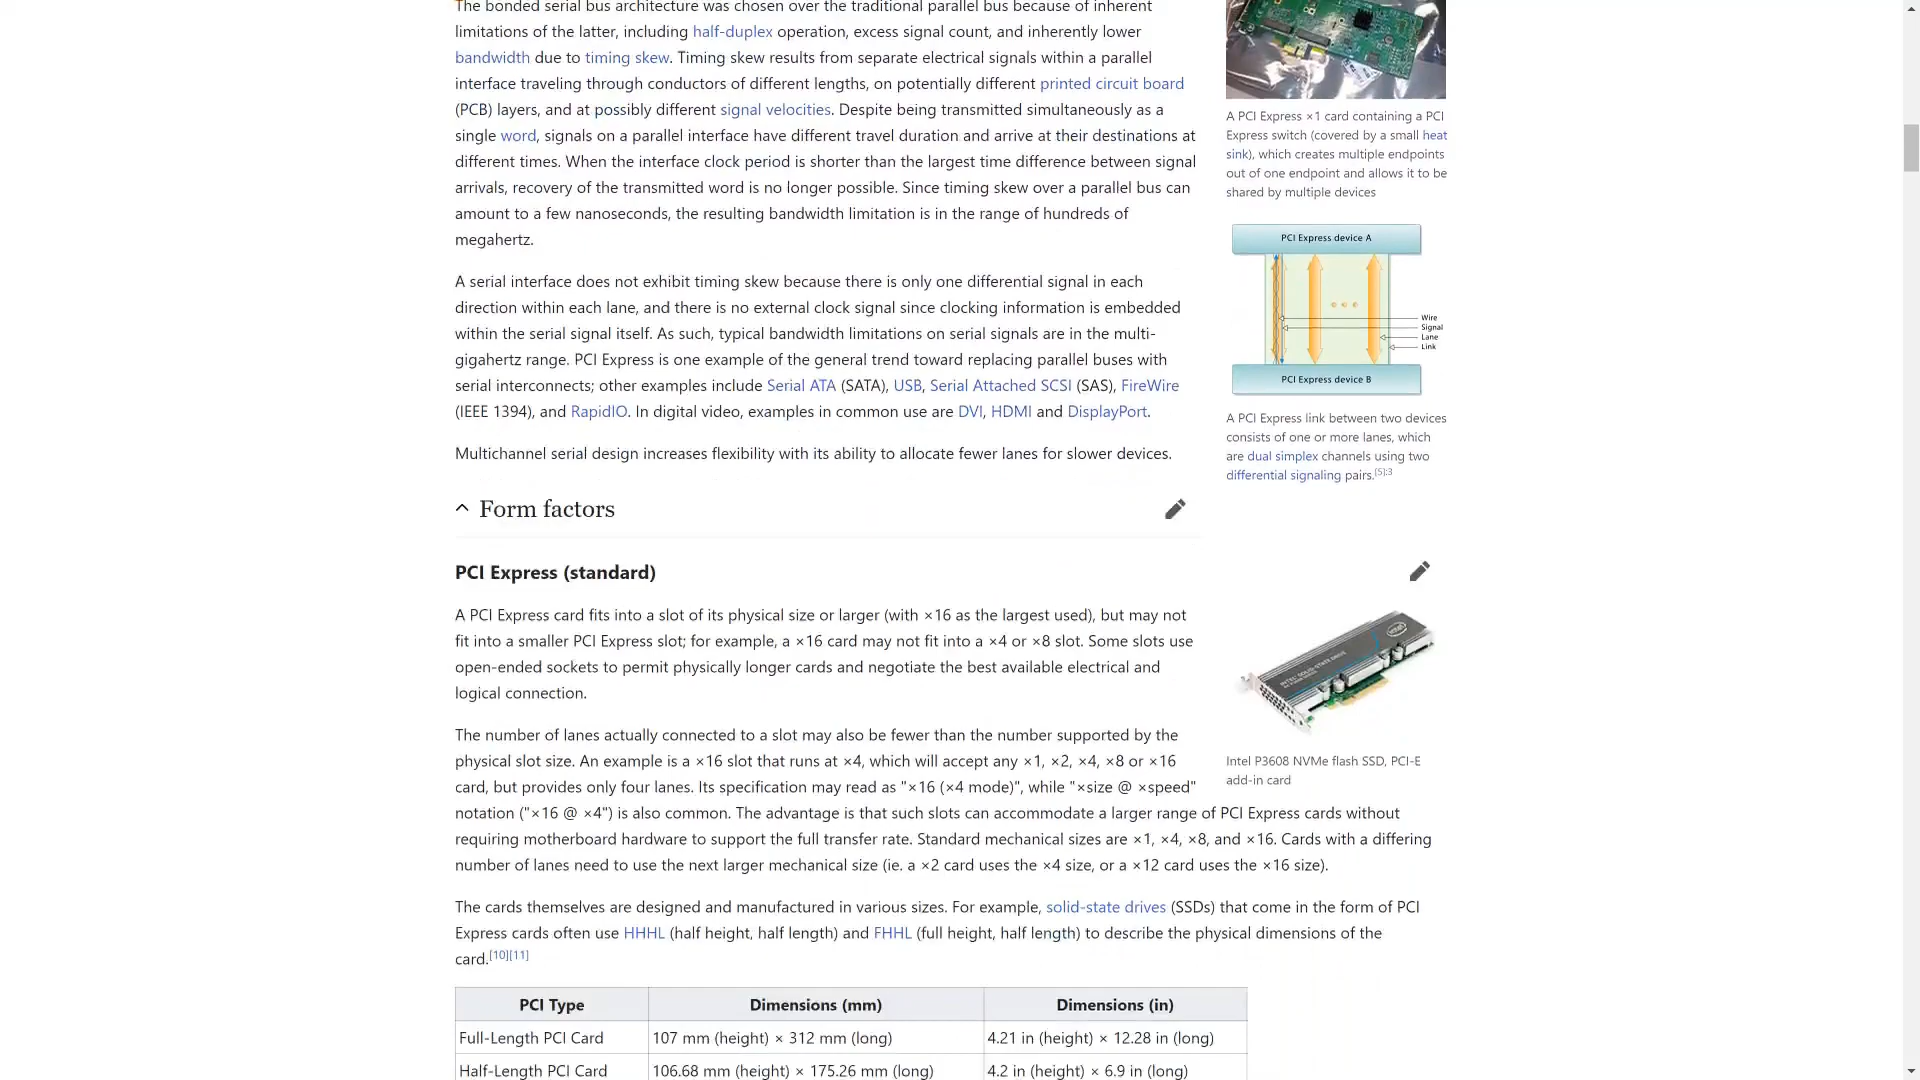 The bonded serial bus architecture was chosen over the traditional parallel bus because of inherent
limitations of the latter, including half-duplex operation, excess signal count, and inherently lower
bandwidth due to timing skew. Timing skew results from separate electrical signals within a parallel
interface traveling through conductors of different lengths, on potentially different printed circuit board
(PCB) layers, and at possibly different signal velocities. Despite being transmitted simultaneously as a
single word, signals on a parallel interface have different travel duration and arrive at their destinations at
different times. When the interface clock period is shorter than the largest time difference between signal
arrivals, recovery of the transmitted word is no longer possible. Since timing skew over a parallel bus can
amount to a few nanoseconds, the resulting bandwidth limitation is in the range of hundreds of
megahertz.
A serial interface does not exhibit timing skew because there is only one differential signal in each
direction within each lane, and there is no external clock signal since clocking information is embedded
within the serial signal itself. As such, typical bandwidth limitations on serial signals are in the multi-
gigahertz range. PCI Express is one example of the general trend toward replacing parallel buses with
serial interconnects; other examples include Serial ATA (SATA), USB, Serial Attached SCSI (SAS), FireWire
(IEEE 1394), and RapidIO. In digital video, examples in common use are DVI, HDMI and DisplayPort.
Multichannel serial design increases flexibility with its ability to allocate fewer lanes for slower devices.
A PCI Express ×1 card containing a PCI
Express switch (covered by a small heat
sink), which creates multiple endpoints
out of one endpoint and allows it to be
shared by multiple devices
PCI Express device A
Wire
Signal
Lane
Link
PCI Express device B
A PCI Express link between two devices
consists of one or more lanes, which
are dual simplex channels using two
differential signaling pairs.[5]:3
Form factors
PCI Express (standard)
A PCI Express card fits into a slot of its physical size or larger (with ×16 as the largest used), but may not
fit into a smaller PCI Express slot; for example, a ×16 card may not fit into a ×4 or ×8 slot. Some slots use
open-ended sockets to permit physically longer cards and negotiate the best available electrical and
logical connection.
The number of lanes actually connected to a slot may also be fewer than the number supported by the
physical slot size. An example is a ×16 slot that runs at ×4, which will accept any ×1, ×2, ×4, ×8 or ×16
card, but provides only four lanes. Its specification may read as "×16 (×4 mode)", while "×size @ ×speed"
notation ("×16 @ ×4") is also common. The advantage is that such slots can accommodate a larger range of PCI Express cards without
requiring motherboard hardware to support the full transfer rate. Standard mechanical sizes are ×1, ×4, ×8, and ×16. Cards with a differing
number of lanes need to use the next larger mechanical size (ie. a ×2 card uses the ×4 size, or a ×12 card uses the ×16 size).
intel
INTEL SOLID-STATE DRIVE
Intel P3608 NVMe flash SSD, PCI-E
add-in card
The cards themselves are designed and manufactured in various sizes. For example, solid-state drives (SSDs) that come in the form of PCI
Express cards often use HHHL (half height, half length) and FHHL (full height, half length) to describe the physical dimensions of the
card.[10][11]
PCI Type Dimensions (mm) Dimensions (in)
Full-Length PCI Card 107 mm (height) × 312 mm (long) 4.21 in (height) × 12.28 in (long)
Half-Length PCI Card 106.68 mm (height) × 175.26 mm (long) 4.2 in (height) × 6.9 in (long)